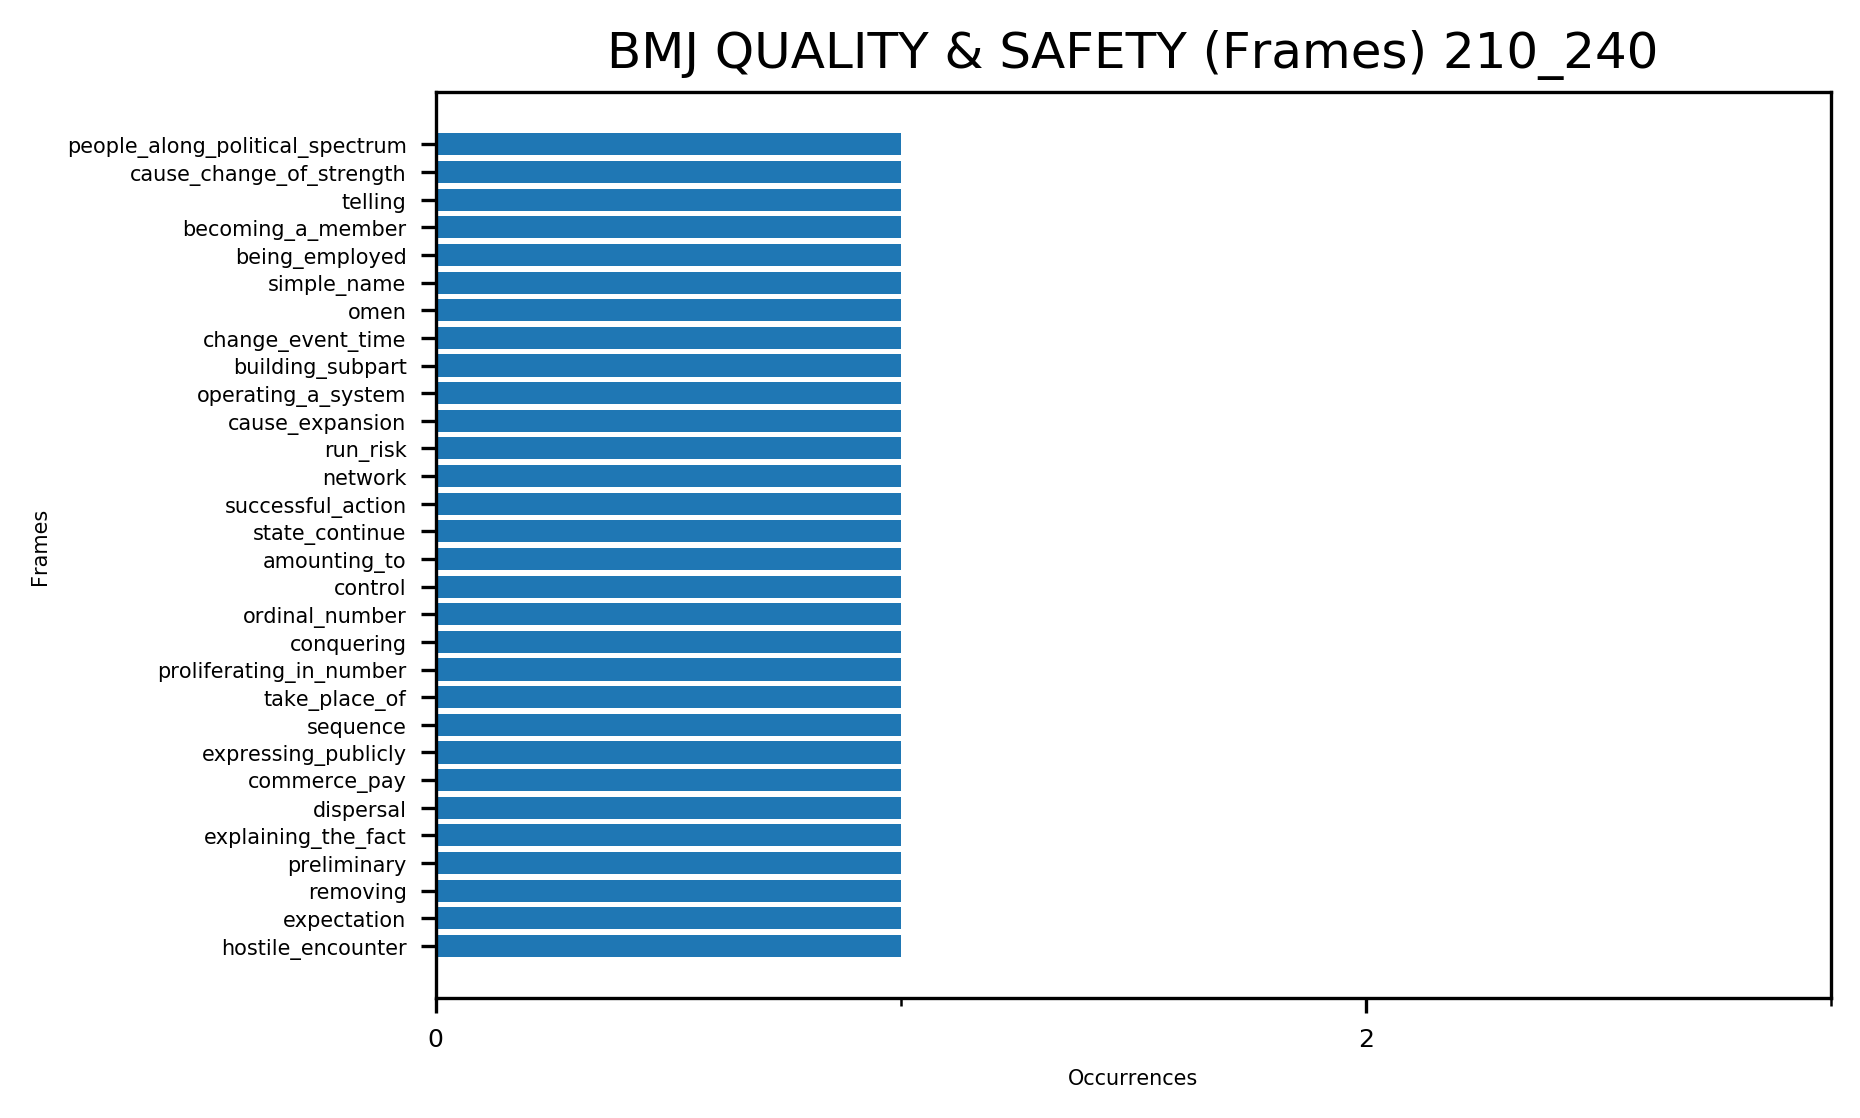 BMJ QUALITY & SAFETY (Frames) 210_240
people_along_political_spectrum
cause_change_of_strength
telling
becoming_a_member
being_employed
simple_name
omen
change_event_time
building_subpart
operating_a_system
cause_expansion
run_risk
network
successful_action
state_continue
amounting_to
control
ordinal_number
conquering
proliferating_in_number
take_place_of
sequence
expressing_publicly
commerce_pay
dispersal
explaining_the_fact
preliminary
removing
expectation
hostile_encounter
Frames
0 2
Occurrences